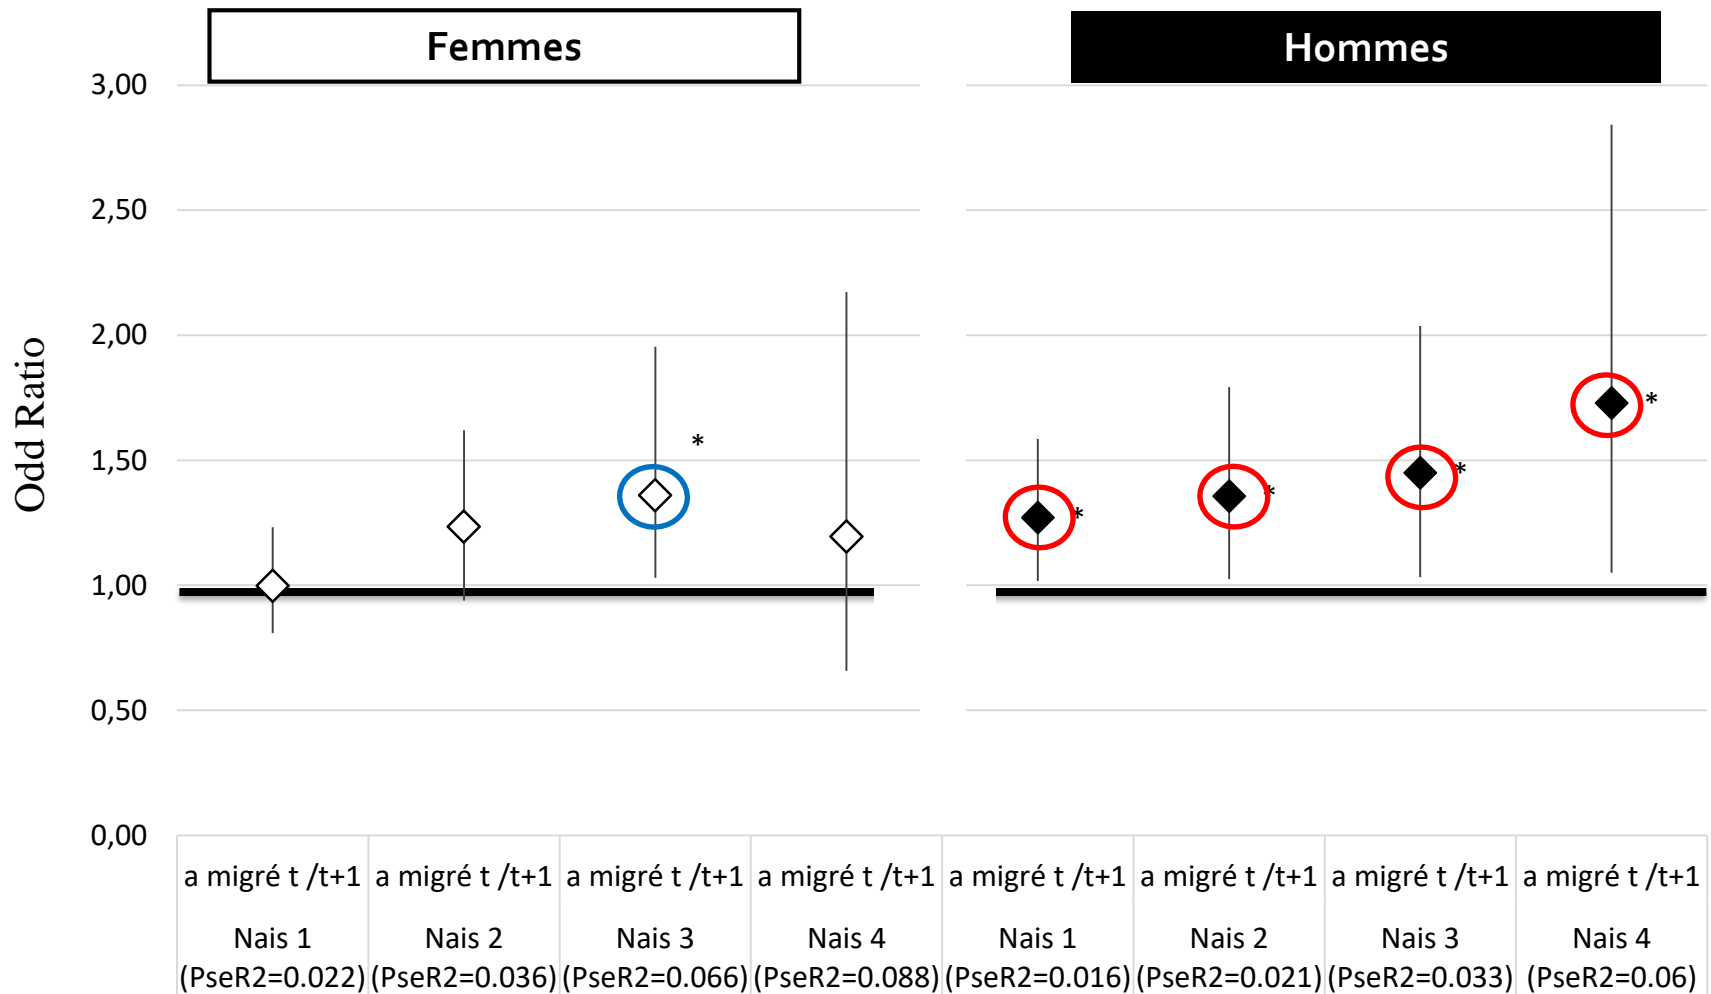 Femmes
Hommes
3,00
2,50
2,00
1,50
1,00
0,50
0,00
Odd Ratio
*
*
*
*
*
a migré t /t+1 a migré t /t+1 a migré t /t+1 a migré t /t+1 a migré t /t+1 a migré t /t+1 a migré t /t+1 a migré t /t+1
Nais 1 Nais 2 Nais 3 Nais 4 Nais 1 Nais 2 Nais 3 Nais 4
(PseR2=0.022) (PseR2=0.036) (PseR2=0.066) (PseR2=0.088) (PseR2=0.016) (PseR2=0.021) (PseR2=0.033) (PseR2=0.06)